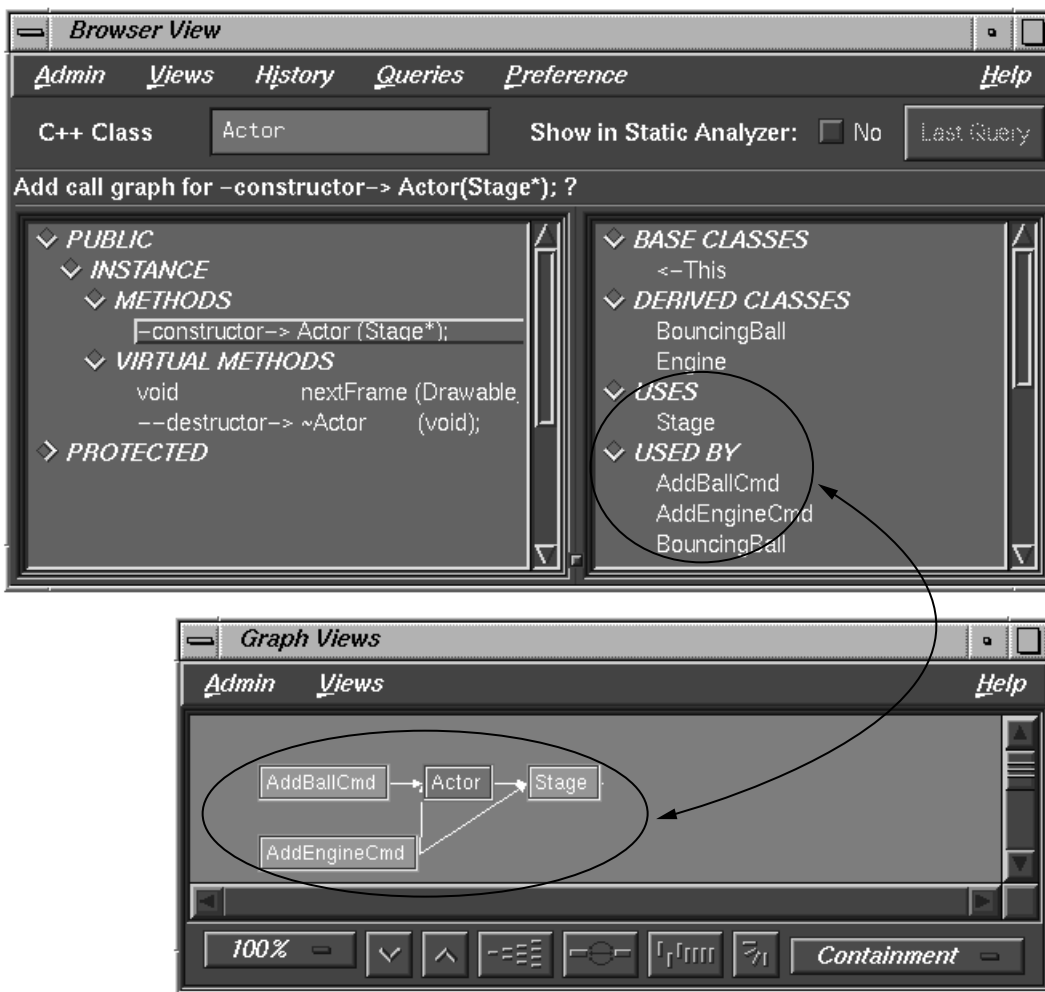 Browser View
Admin Views History Queries Preference Help
C++ Class Actor Show in Static Analyzer: No Last Query
Add call graph for -constructor-> Actor(Stage*); ?
PUBLIC
INSTANCE
METHODS
-constructor-> Actor (Stage*);
VIRTUAL METHODS
void nextFrame (Drawable,
--destructor-> ~Actor (void);
PROTECTED
BASE CLASSES
<-This
DERIVED CLASSES
BouncingBall
Engine
USES
Stage
USED BY
AddBallCmd
AddEngineCmd
BouncingBall
Graph Views
Admin Views Help
AddBallCmd Actor Stage
AddEngineCmd
100% Containment